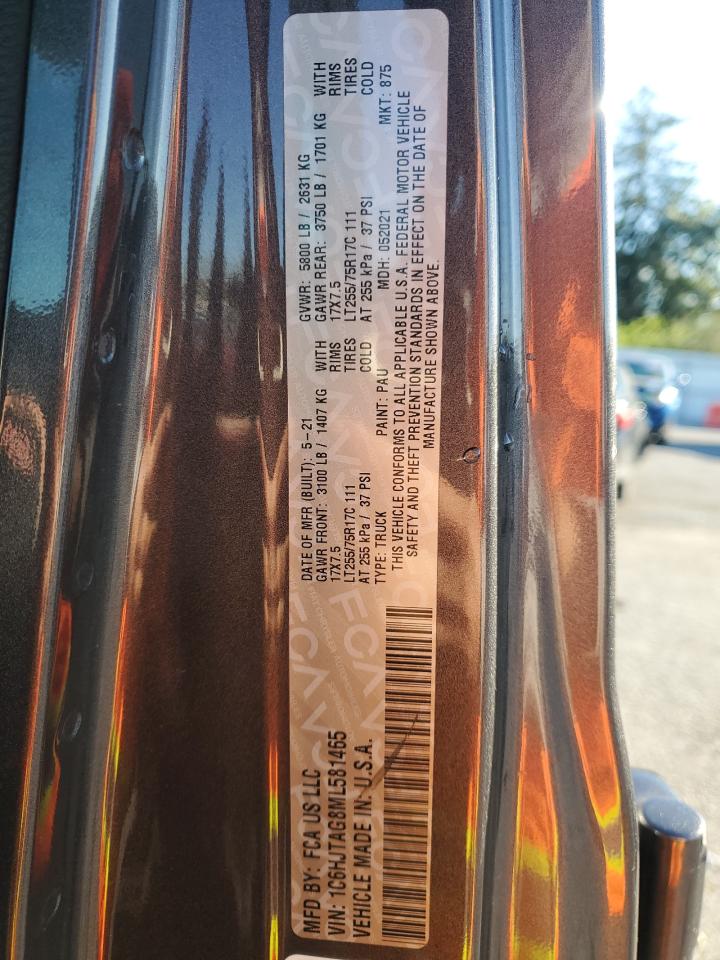 MFD BY: FCA US LLC
DATE OF MFR (BUILT): 5-21
GVWR: 5800 LB / 2631 KG
GAWR FRONT: 3100 LB / 1407 KG WITH
GAWR REAR: 3750 LB / 1701 KG WITH
17X7.5 RIMS
17X7.5 RIMS
LT255/75R17C 111 TIRES
LT255/75R17C 111 TIRES
AT 255 kPa / 37 PSI COLD
AT 255 kPa / 37 PSI COLD
VIN: 1C6HJTAG8ML581465
TYPE: TRUCK PAINT: PAU MDH: 052021 MKT: 875
VEHICLE MADE IN: U.S.A.
THIS VEHICLE CONFORMS TO ALL APPLICABLE U.S.A. FEDERAL MOTOR VEHICLE
SAFETY AND THEFT PREVENTION STANDARDS IN EFFECT ON THE DATE OF
MANUFACTURE SHOWN ABOVE.
*1C6HJTAG8ML581465*